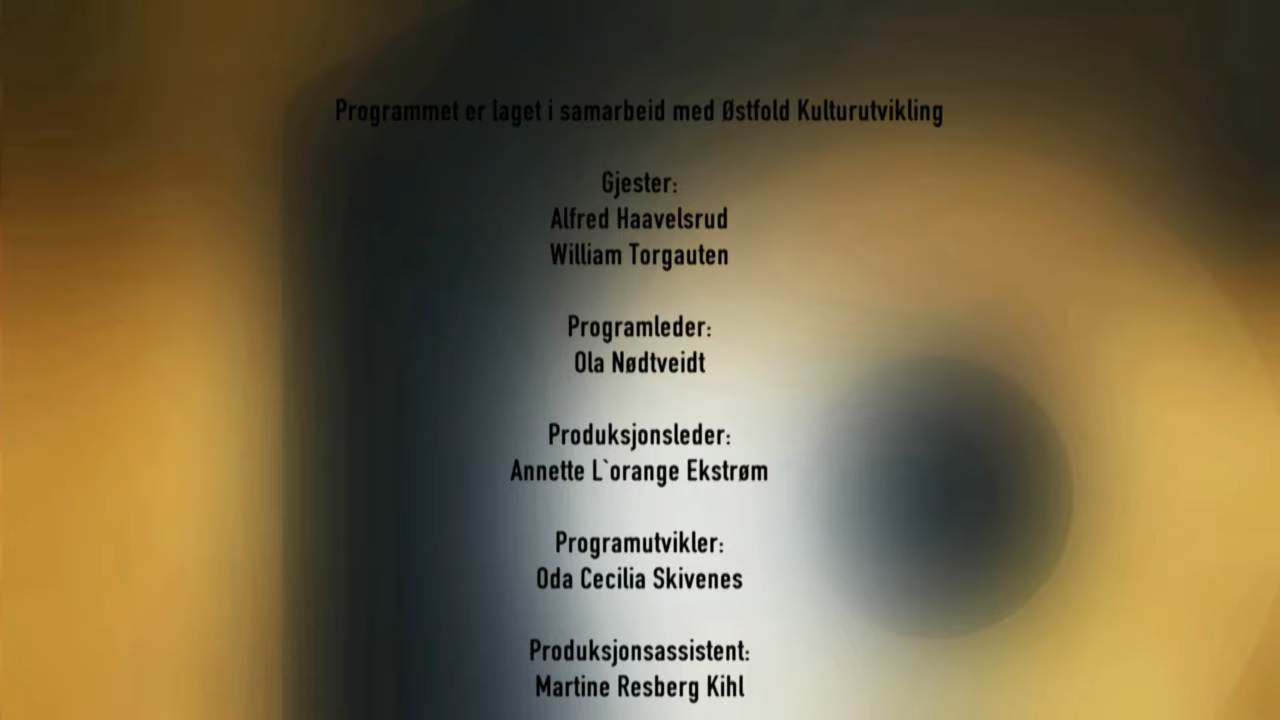 Programmet er laget i samarbeid med Østfold Kulturutvikling
Gjester:
Alfred Haavelsrud
William Torgauten
Programleder:
Ola Nødtveidt
Produksjonsleder:
Annette L`orange Ekstrøm
Programutvikler:
Oda Cecilia Skivenes
Produksjonsassistent:
Martine Resberg Kihl